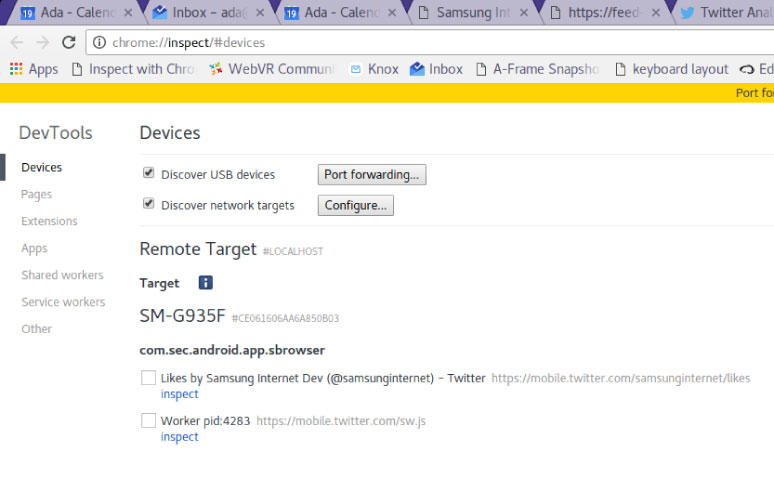 19 Ada - Calend
Inbox – ada@
19 Ada - Calend
Samsung Int
https://feed-
Twitter Anal
chrome://inspect/#devices
Apps
Inspect with Chro
WebVR Communi
Knox
Inbox
A-Frame Snapsho
keyboard layout
Ed
Port fo
DevTools
Devices
Pages
Extensions
Apps
Shared workers
Service workers
Other
Devices
Discover USB devices
Port forwarding...
Discover network targets
Configure...
Remote Target #LOCALHOST
Target
SM-G935F #CE061606AA6A850B03
com.sec.android.app.sbrowser
Likes by Samsung Internet Dev (@samsunginternet) – Twitter https://mobile.twitter.com/samsunginternet/likes
inspect
Worker pid:4283 https://mobile.twitter.com/sw.js
inspect